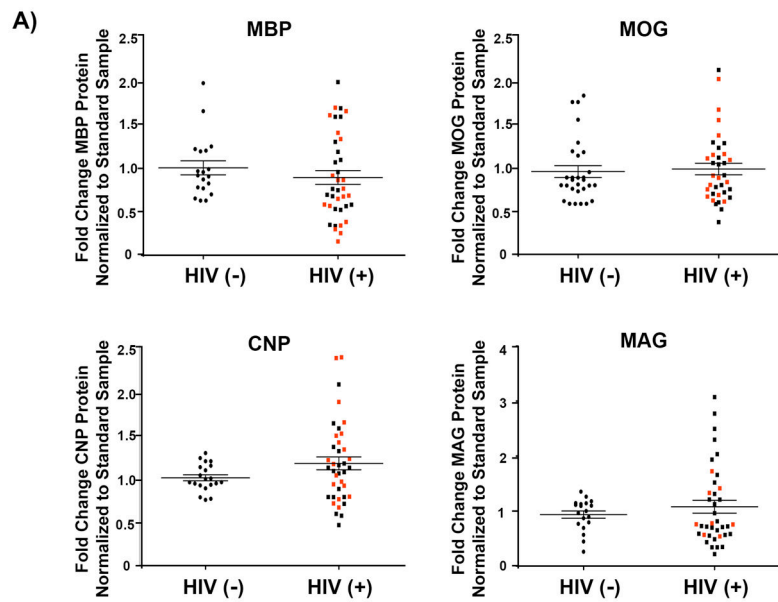 A)
MBP
Fold Change MBP Protein
Normalized to Standard Sample
2.5
2.0
1.5
1.0
0.5
0
HIV (-)
HIV (+)
MOG
Fold Change MOG Protein
Normalized to Standard Sample
2.5
2.0
1.5
1.0
0.5
0
HIV (-)
HIV (+)
CNP
Fold Change CNP Protein
Normalized to Standard Sample
2.5
2.0
1.5
1.0
0.5
0
HIV (-)
HIV (+)
MAG
Fold Change MAG Protein
Normalized to Standard Sample
4
3
2
1
0
HIV (-)
HIV (+)